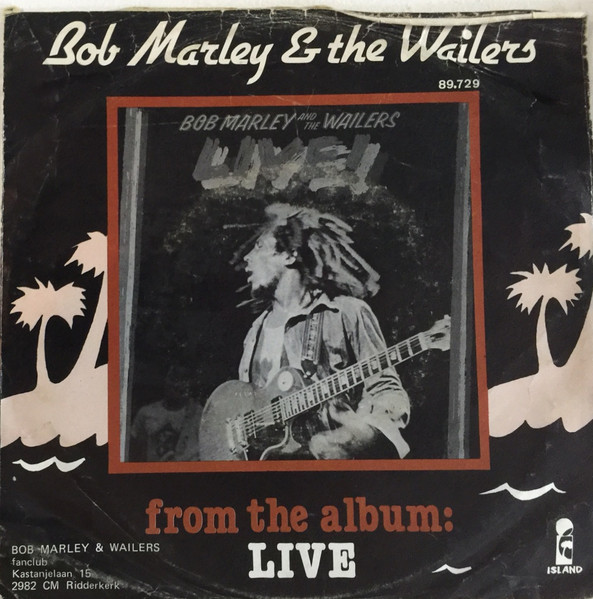 Bob Marley & the Wailers
89.729
BOB MARLEY AND THE WAILERS
LIVE!
from the album:
LIVE
BOB MARLEY & WAILERS
fanclub
Kastanjelaan 15
2982 CM Ridderkerk
ISLAND